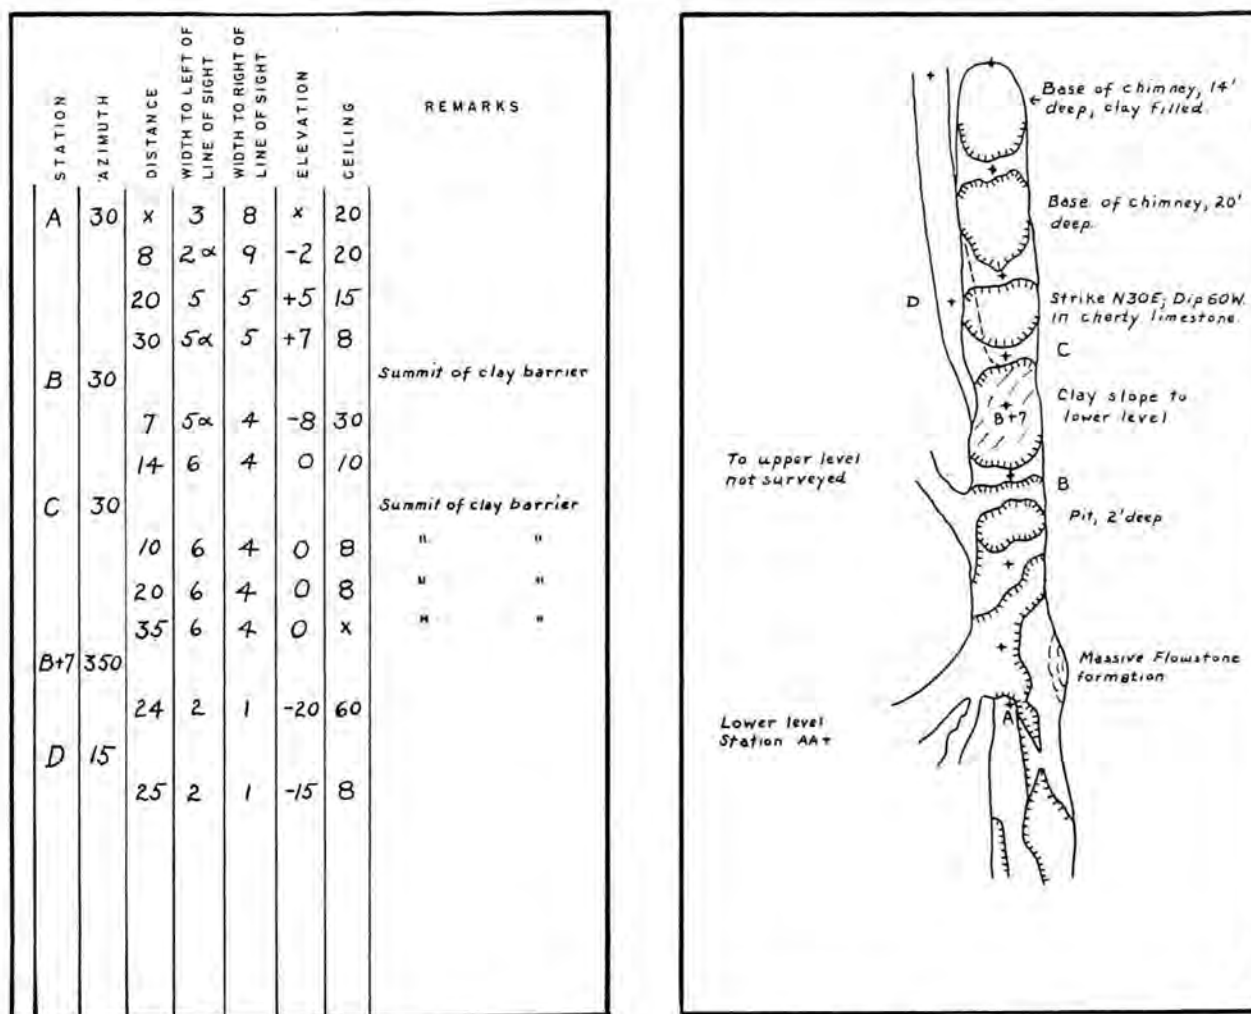 STATION AZIMUTH DISTANCE WIDTH TO LEFT OF LINE OF SIGHT WIDTH TO RIGHT OF LINE OF SIGHT ELEVATION CEILING REMARKS
A 30 x 3 8 x 20
8 2α 9 -2 20
20 5 5 +5 15
30 5α 5 +7 8
B 30 Summit of clay barrier
7 5α 4 -8 30
14 6 4 0 10
C 30 Summit of clay barrier
10 6 4 0 8 " "
20 6 4 0 8 " "
35 6 4 0 x " "
B+7 350
24 2 1 -20 60
D 15
25 2 1 -15 8
Base of chimney, 14'
deep, clay filled.
Base of chimney, 20'
deep.
D
Strike N30E; Dip 60W.
in cherty limestone.
C
Clay slope to
lower level
B+7
To upper level
not surveyed
B
Pit, 2' deep
Massive Flowstone
formation
A
Lower level
Station AA+